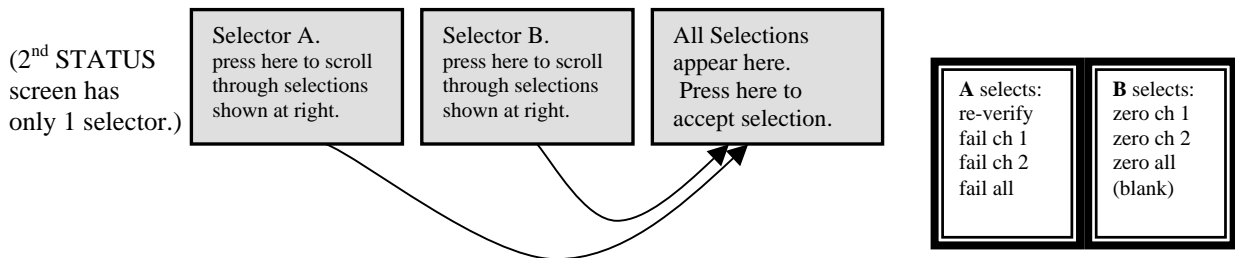 (2nd STATUS
screen has
only 1 selector.)
Selector A.
press here to scroll
through selections
shown at right.
Selector B.
press here to scroll
through selections
shown at right.
All Selections
appear here.
Press here to
accept selection.
A selects:
re-verify
fail ch 1
fail ch 2
fail all
B selects:
zero ch 1
zero ch 2
zero all
(blank)